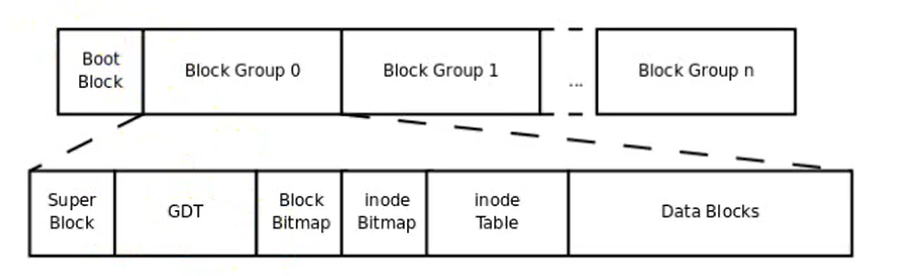 Boot
Block
Block Group 0
Block Group 1
...
Block Group n
Super
Block
GDT
Block
Bitmap
inode
Bitmap
inode
Table
Data Blocks